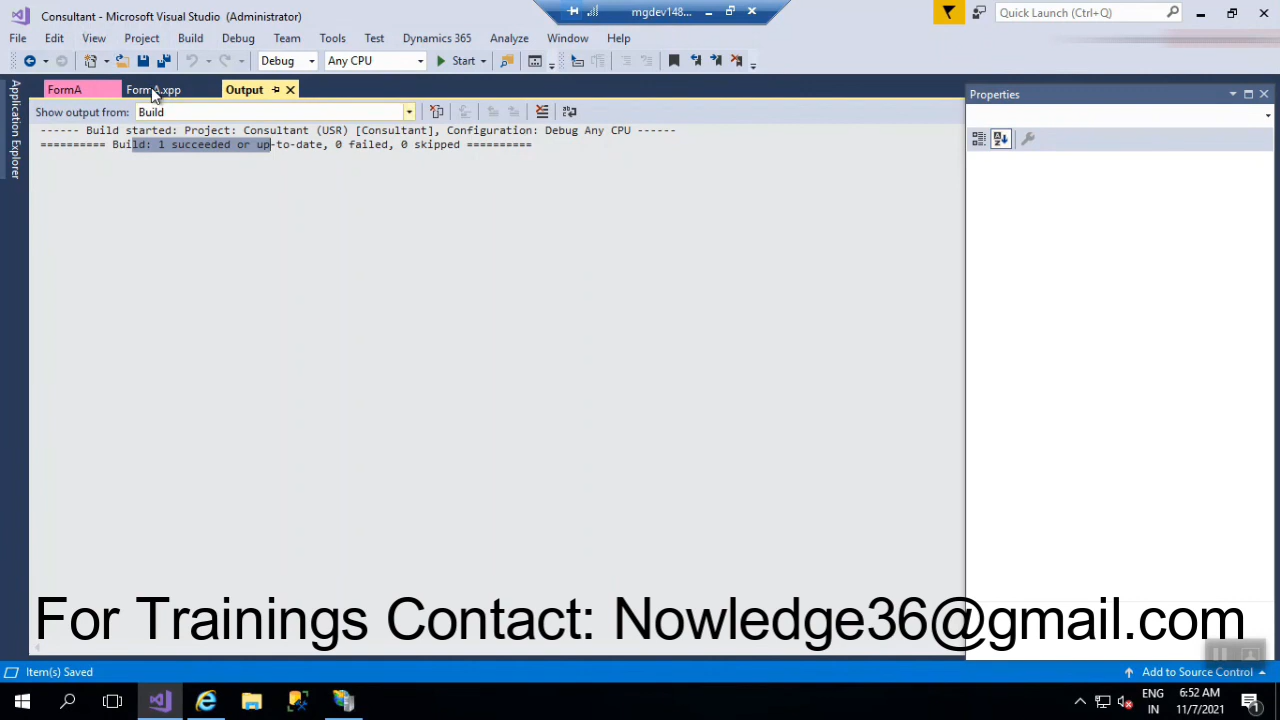 Consultant - Microsoft Visual Studio (Administrator)
mgdev148...
Quick Launch (Ctrl+Q)
File Edit View Project Build Debug Team Tools Test Dynamics 365 Analyze Window Help
Debug Any CPU Start
Application Explorer
FormA FormA.xpp Output
Properties
Show output from: Build
------ Build started: Project: Consultant (USR) [Consultant], Configuration: Debug Any CPU ------
========== Build: 1 succeeded or up-to-date, 0 failed, 0 skipped ==========
For Trainings Contact: Nowledge36@gmail.com
Item(s) Saved
Add to Source Control
ENG 6:52 AM
IN 11/7/2021
1